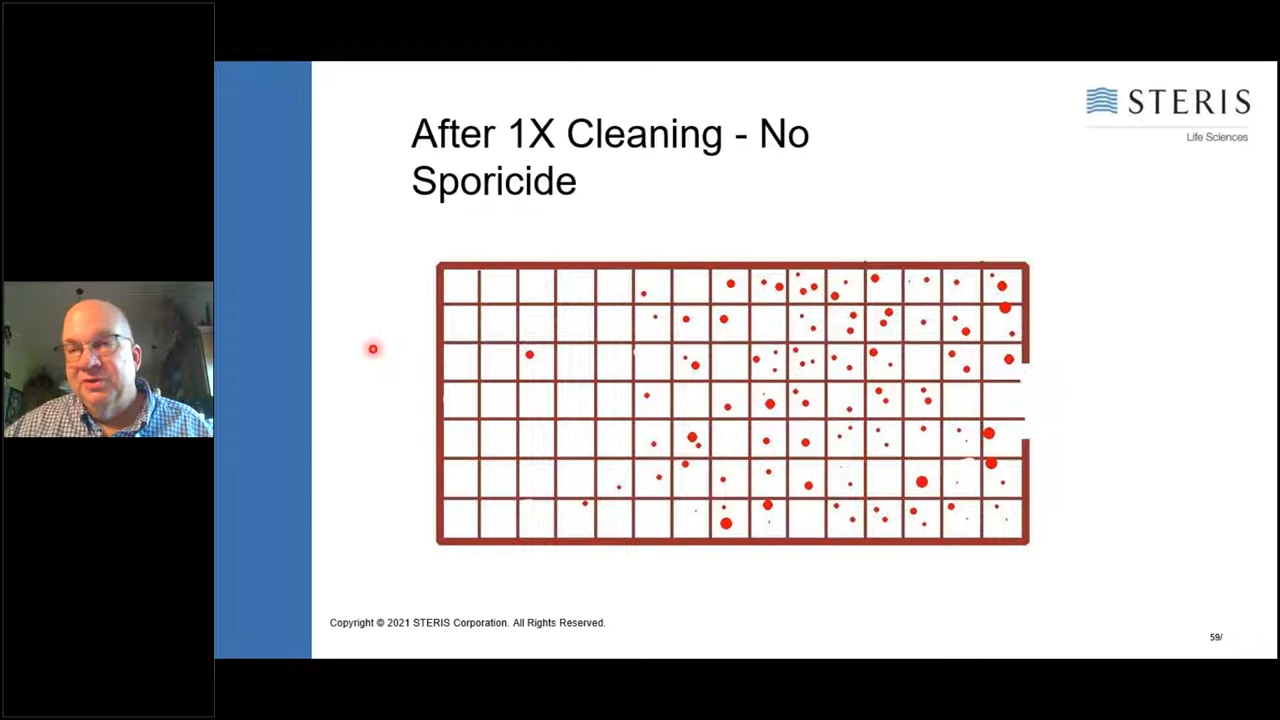 STERIS
Life Sciences
After 1X Cleaning - No
Sporicide
Copyright © 2021 STERIS Corporation. All Rights Reserved.
59/